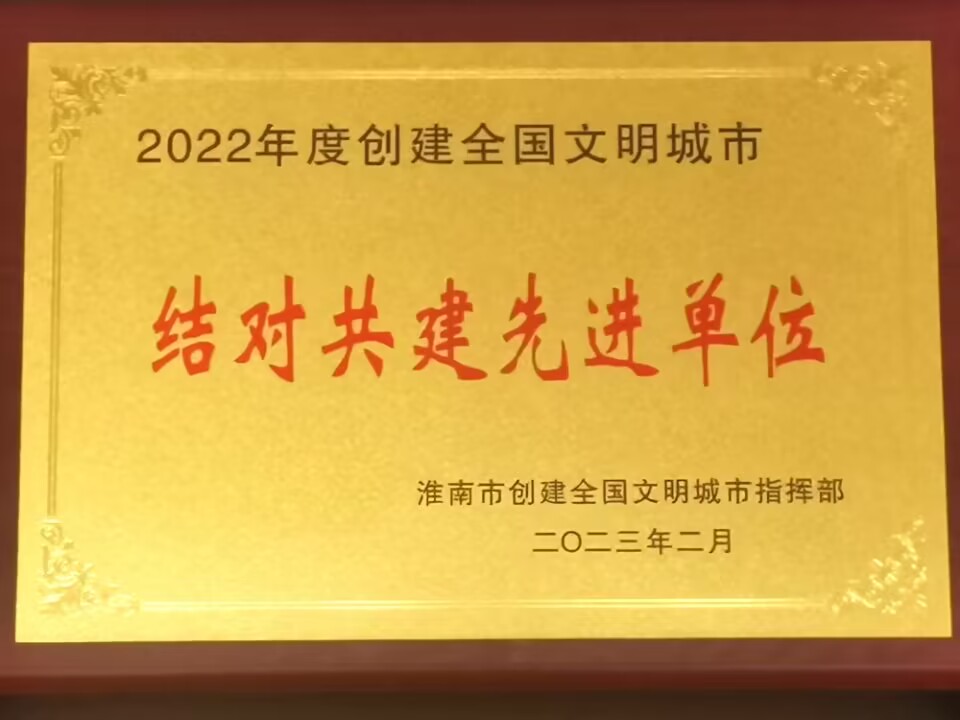 2022年度创建全国文明城市
结对共建先进单位
淮南市创建全国文明城市指挥部
二〇二三年二月